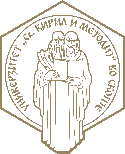 УНИВЕРЗИТЕТ „СВ. КИРИЛ И МЕТОДИЈ“ ВО СКОПЈЕ